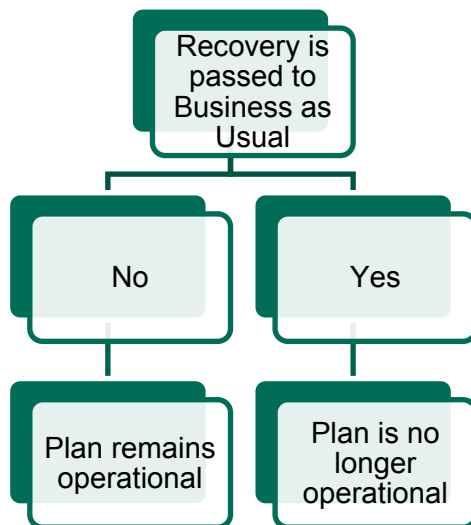 Recovery is
passed to
Business as
Usual
No
Yes
Plan remains
operational
Plan is no
longer
operational